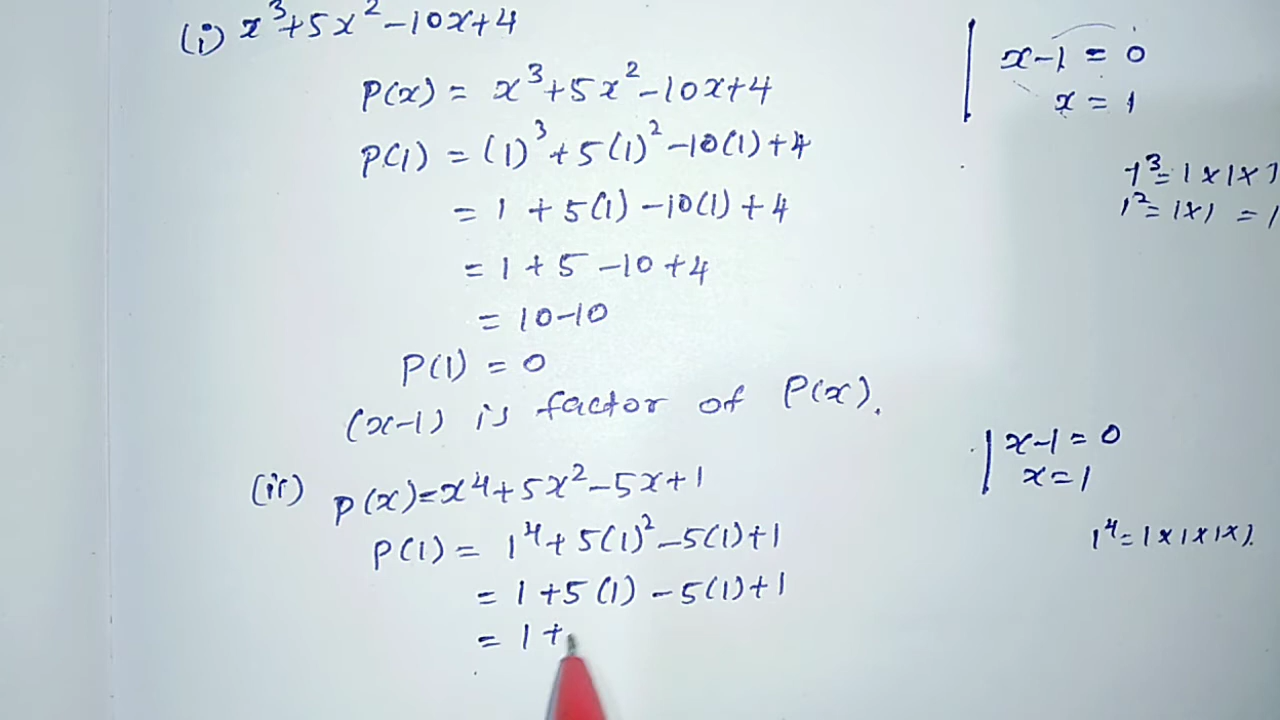 (i) x³+5x²-10x+4
P(x) = x³+5x²-10x+4
P(1) = (1)³+5(1)²-10(1)+4
= 1+5(1)-10(1)+4
= 1+5-10+4
= 10-10
P(1) = 0
(x-1) is factor of P(x).
x-1 = 0
x = 1
1³= 1×1×1
1²= 1×1 = 1
(ii) P(x)=x⁴+5x²-5x+1
P(1) = 1⁴+5(1)²-5(1)+1
= 1+5(1)-5(1)+1
= 1+
x-1=0
x=1
1⁴=1×1×1×1